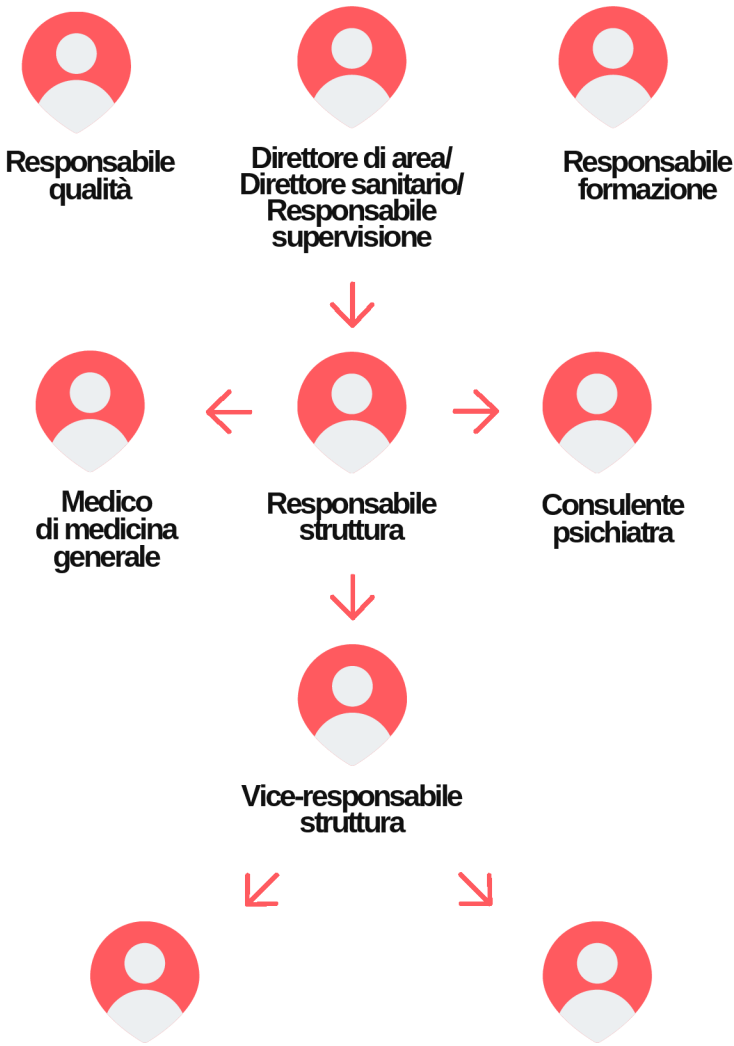 Responsabile
qualità
Direttore di area/
Direttore sanitario/
Responsabile
supervisione
Responsabile
formazione
Medico
di medicina
generale
Responsabile
struttura
Consulente
psichiatra
Vice-responsabile
struttura